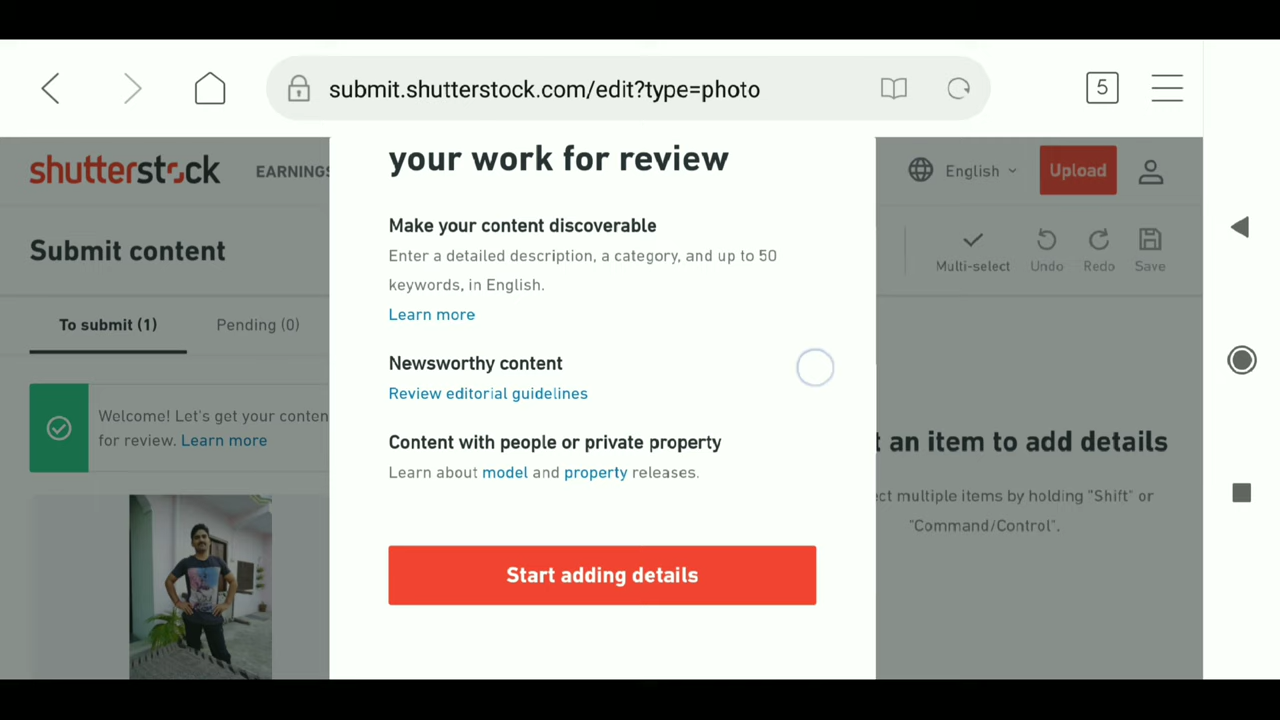 submit.shutterstock.com/edit?type=photo
5
your work for review
shutterstock
EARNINGS
English
Upload
Make your content discoverable
Submit content
Enter a detailed description, a category, and up to 50
keywords, in English.
Multi-select
Undo
Redo
Save
Learn more
To submit (1)
Pending (0)
Newsworthy content
Review editorial guidelines
Welcome! Let's get your conten
for review. Learn more
Content with people or private property
Learn about model and property releases.
t an item to add details
ect multiple items by holding "Shift" or
"Command/Control".
Start adding details